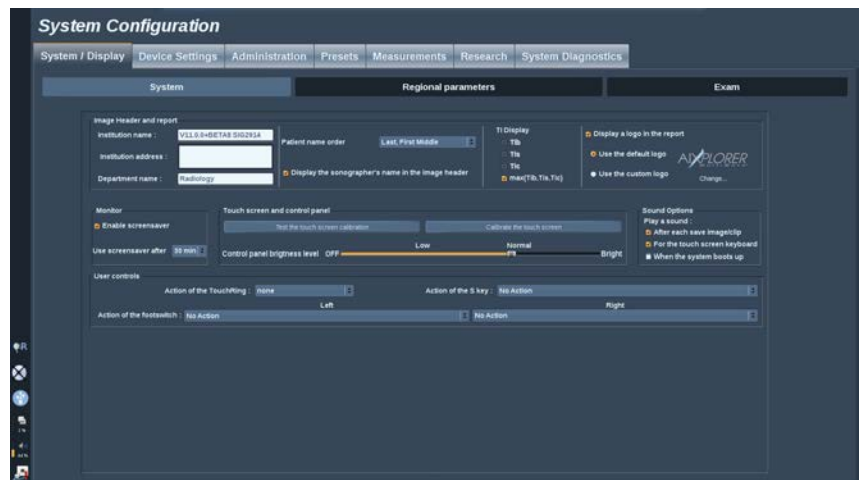 System Configuration
System / Display Device Settings Administration Presets Measurements Research System Diagnostics
System Regional parameters Exam
Image Header and report
Institution name : V11.0.0+BETA8 SIG2914
Institution address :
Department name : Radiology
Patient name order Last, First Middle
Display the sonographer's name in the image header
TI Display
TIb
TIs
TIc
max(TIb,TIs,TIc)
Display a logo in the report
Use the default logo AIXPLORER
Use the custom logo Change...
Monitor
Enable screensaver
Use screensaver after 30 min
Touch screen and control panel
Test the touch screen calibration Calibrate the touch screen
Low Normal
Control panel brigtness level OFF Bright
Sound Options
Play a sound :
After each save image/clip
For the touch screen keyboard
When the system boots up
User controls
Action of the TouchRing : none Action of the S key : No Action
Left Right
Action of the footswitch : No Action No Action
R